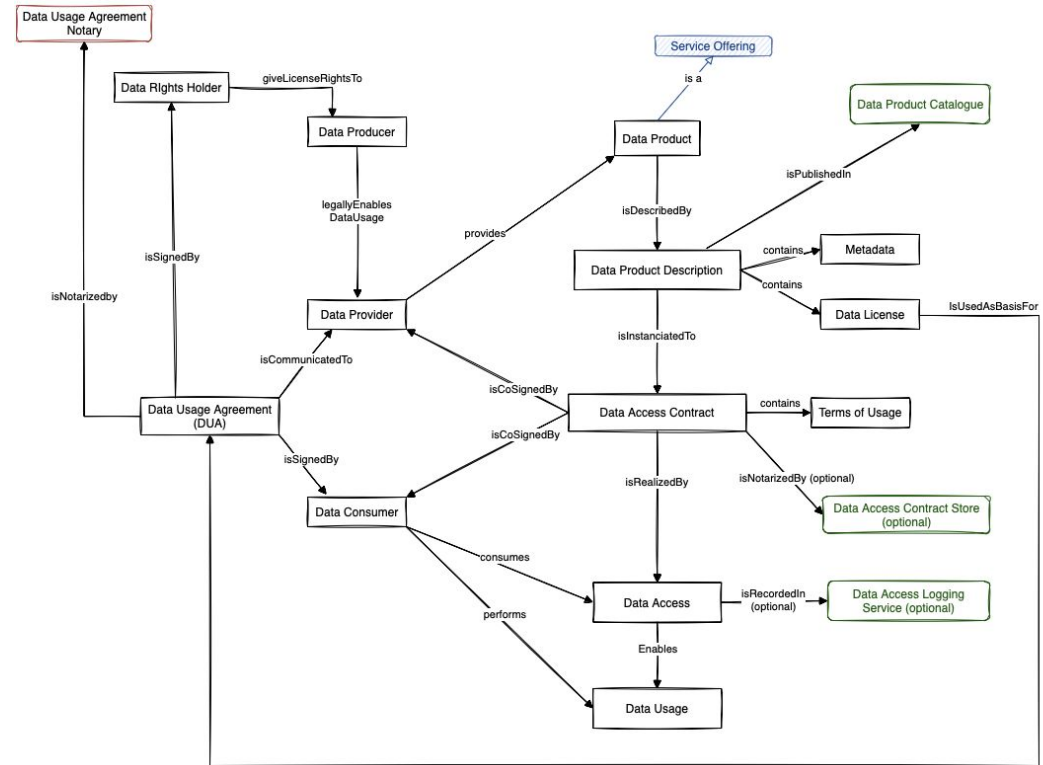 Data Usage Agreement
Notary
Service Offering
giveLicenseRightsTo
is a
Data RIghts Holder
Data Product Catalogue
Data Producer
Data Product
isPublishedIn
legallyEnables
DataUsage
isDescribedBy
provides
isSignedBy
contains
Metadata
Data Product Description
contains
isNotarizedby
IsUsedAsBasisFor
Data Provider
Data License
isInstanciatedTo
isCommunicatedTo
isCoSignedBy
contains
Data Usage Agreement
(DUA)
Data Access Contract
Terms of Usage
isCoSignedBy
isSignedBy
isRealizedBy
isNotarizedBy (optional)
Data Consumer
Data Access Contract Store
(optional)
consumes
isRecordedIn
(optional)
Data Access
Data Access Logging
Service (optional)
performs
Enables
Data Usage